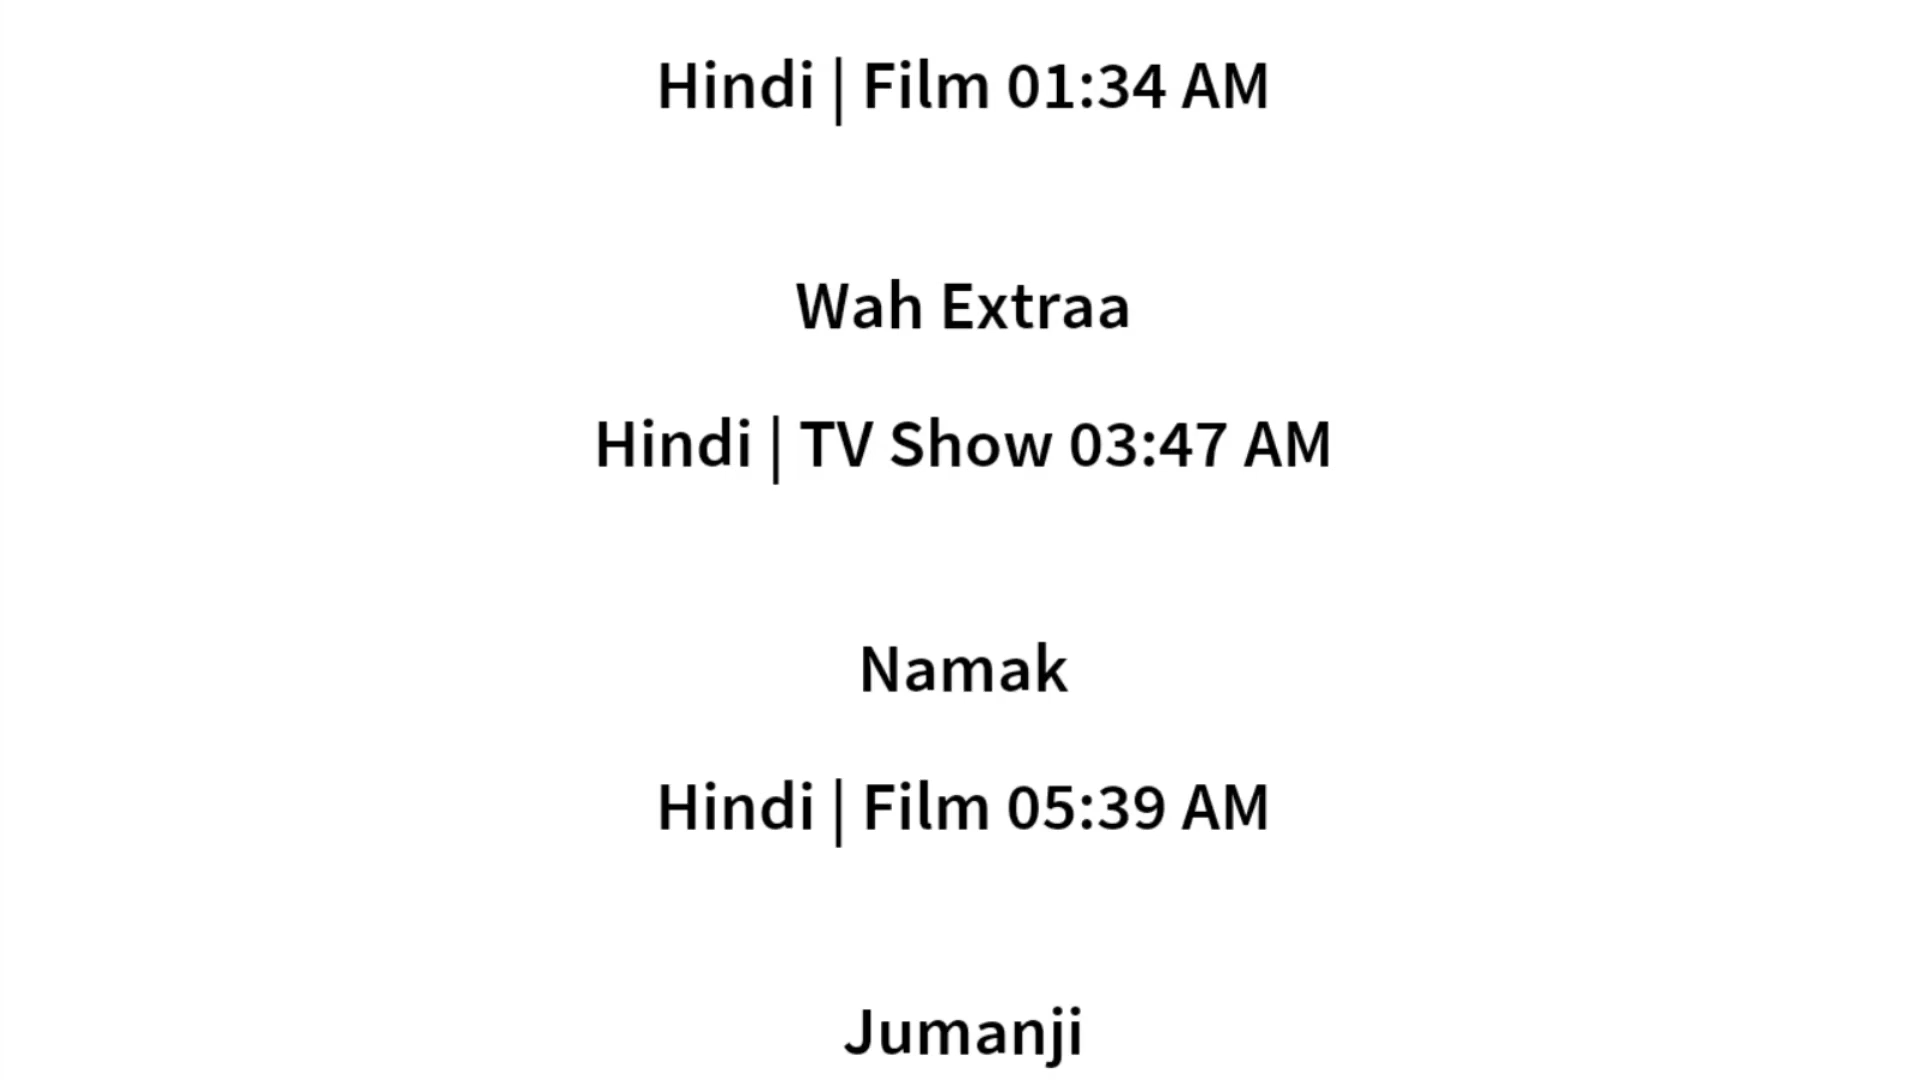 Hindi | Film 01:34 AM
Wah Extraa
Hindi | TV Show 03:47 AM
Namak
Hindi | Film 05:39 AM
Jumanji